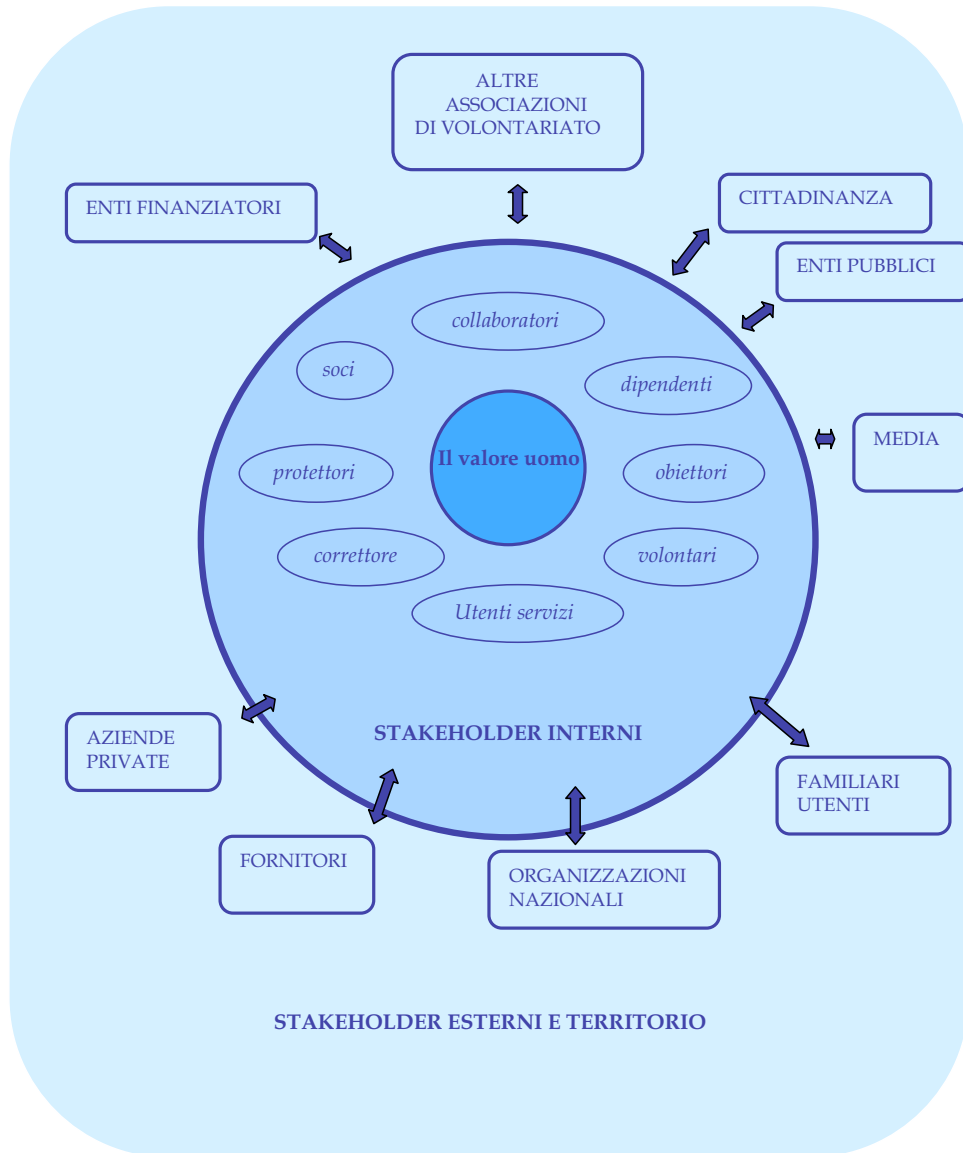 ALTRE
ASSOCIAZIONI
DI VOLONTARIATO
ENTI FINANZIATORI
CITTADINANZA
ENTI PUBBLICI
collaboratori
soci
dipendenti
MEDIA
Il valore uomo
protettori
obiettori
correttore
volontari
Utenti servizi
STAKEHOLDER INTERNI
AZIENDE
PRIVATE
FAMILIARI
UTENTI
FORNITORI
ORGANIZZAZIONI
NAZIONALI
STAKEHOLDER ESTERNI E TERRITORIO